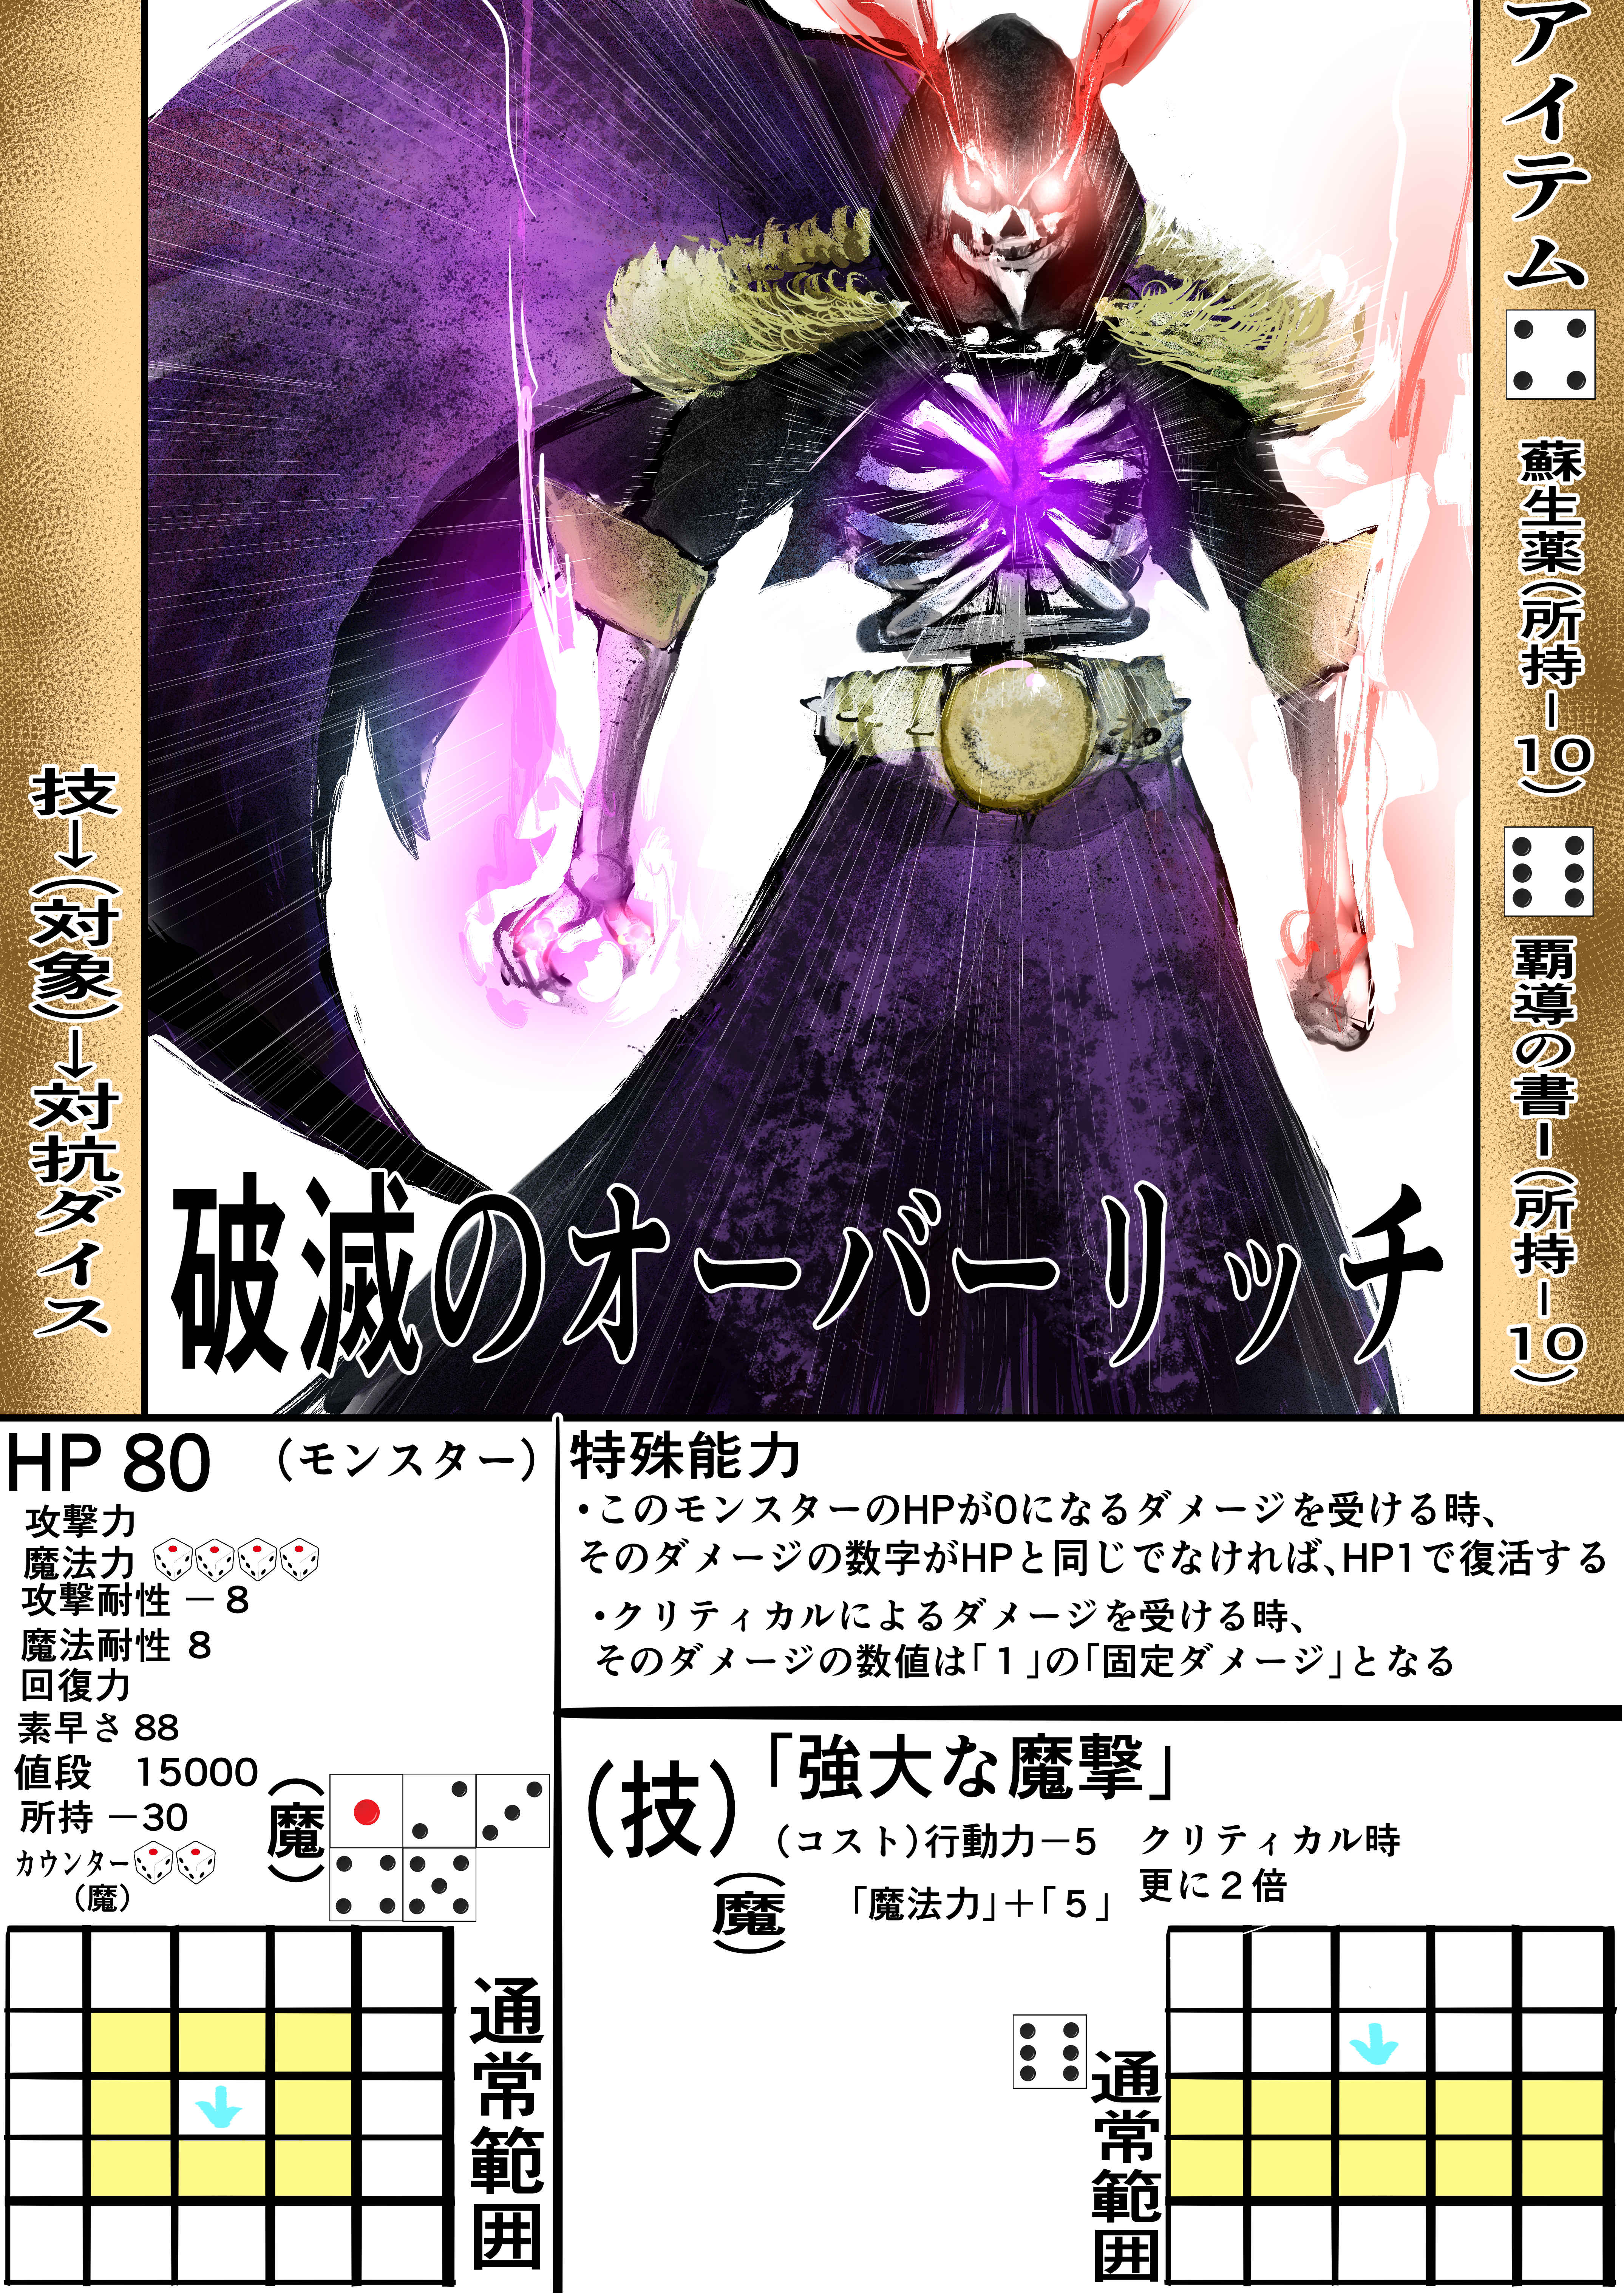 アイテム
蘇生薬(所持－10)
覇導の書ー(所持－10)
技→(対象)→対抗ダイス
破滅のオーバーリッチ
HP 80 (モンスター)
攻撃力
魔法力
攻撃耐性 －8
魔法耐性 8
回復力
素早さ 88
値段 15000
所持 －30
カウンター
(魔)
(魔)
通常範囲
特殊能力
・このモンスターのHPが0になるダメージを受ける時、
そのダメージの数字がHPと同じでなければ、HP1で復活する
・クリティカルによるダメージを受ける時、
そのダメージの数値は「1」の「固定ダメージ」となる
(技)「強大な魔撃」
(コスト)行動力－5 クリティカル時
更に2倍
(魔) 「魔法力」＋「5」
通常範囲